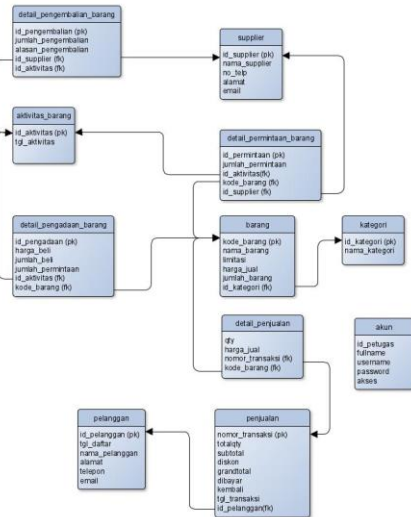 detail_pengembalian_barang
id_pengembalian (pk)
jumlah_pengembalian
alasan_pengembalian
id_supplier (fk)
id_aktivitas (fk)
supplier
id_supplier (pk)
nama_supplier
no_telp
alamat
email
aktivitas_barang
id_aktivitas (pk)
tgl_aktivitas
detail_permintaan_barang
id_permintaan (pk)
jumlah_permintaan
id_aktivitas(fk)
kode_barang (fk)
id_supplier (fk)
detail_pengadaan_barang
id_pengadaan (pk)
harga_beli
jumlah_beli
jumlah_permintaan
id_aktivitas (fk)
kode_barang (fk)
barang
kode_barang (pk)
nama_barang
limitasi
harga_jual
jumlah_barang
id_kategori (fk)
kategori
id_kategori (pk)
nama_kategori
detail_penjualan
qty
harga_jual
nomor_transaksi (fk)
kode_barang (fk)
akun
id_petugas
fullname
username
password
akses
pelanggan
id_pelanggan (pk)
tgl_daftar
nama_pelanggan
alamat
telepon
email
penjualan
nomor_transaksi (pk)
totalqty
subtotal
diskon
grandtotal
dibayar
kembali
tgl_transaksi
id_pelanggan(fk)